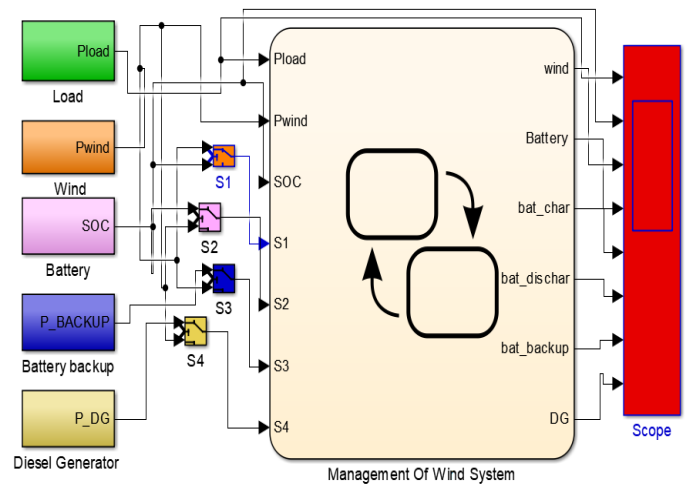 Pload
Load
Pwind
Wind
SOC
Battery
P_BACKUP
Battery backup
P_DG
Diesel Generator
S1
S2
S3
S4
Pload
Pwind
SOC
S1
S2
S3
S4
wind
Battery
bat_char
bat_dischar
bat_backup
DG
Management Of Wind System
Scope